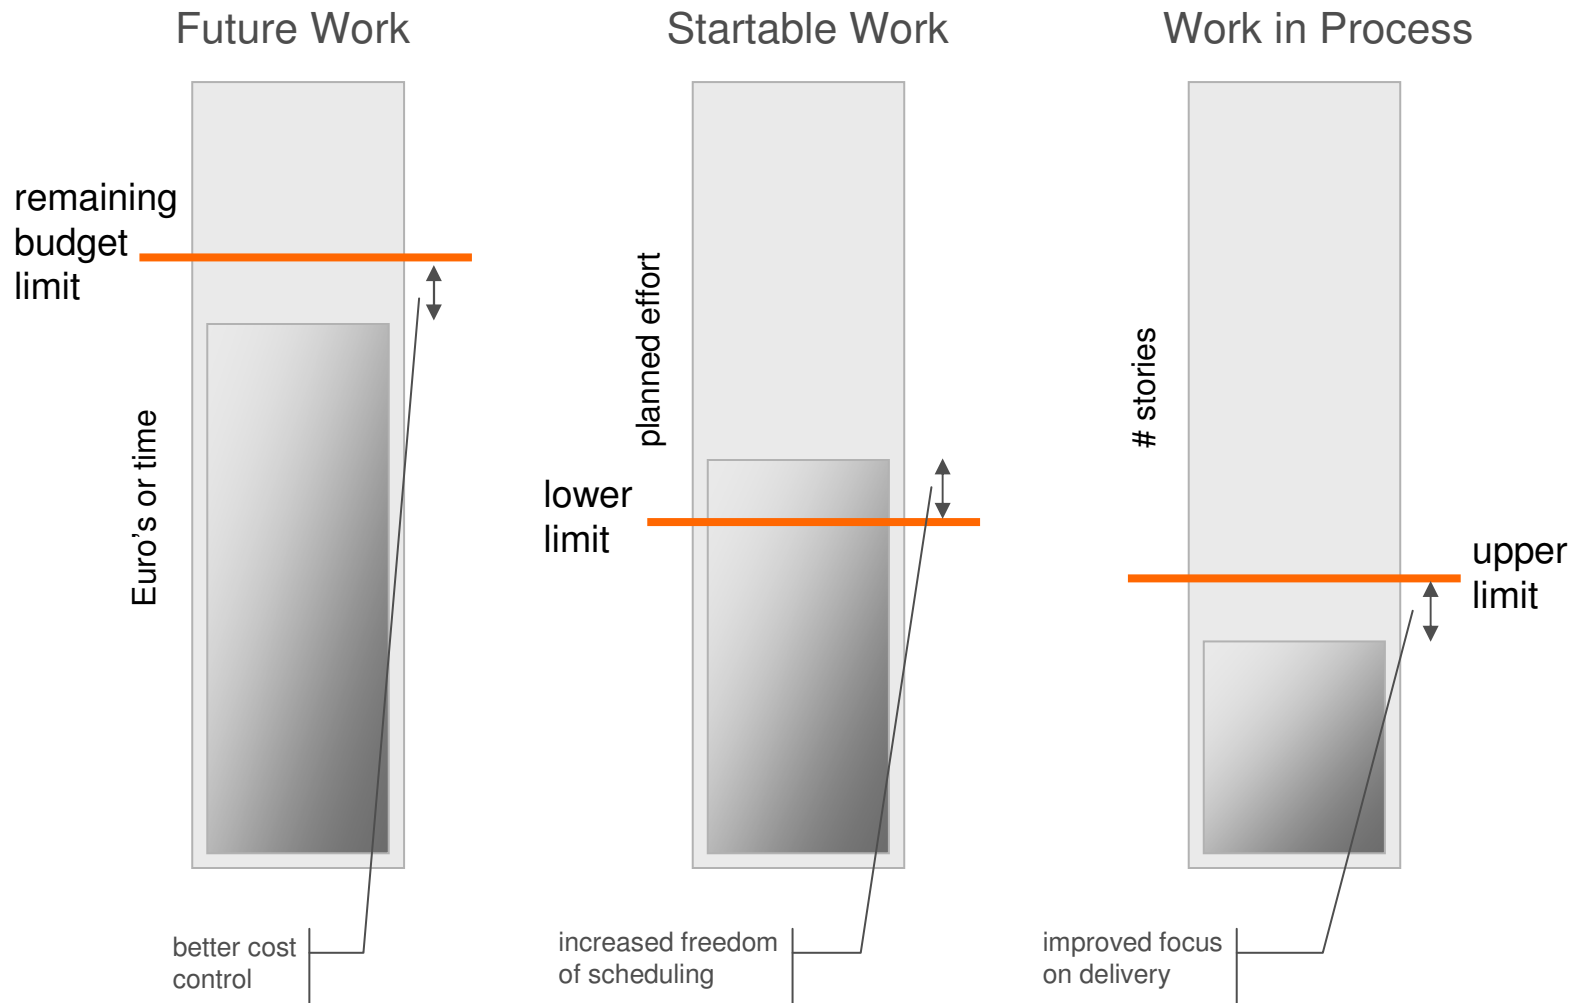 Future Work
Startable Work
Work in Process
remaining
budget
limit
Euro's or time
planned effort
lower
limit
# stories
upper
limit
better cost
control
increased freedom
of scheduling
improved focus
on delivery